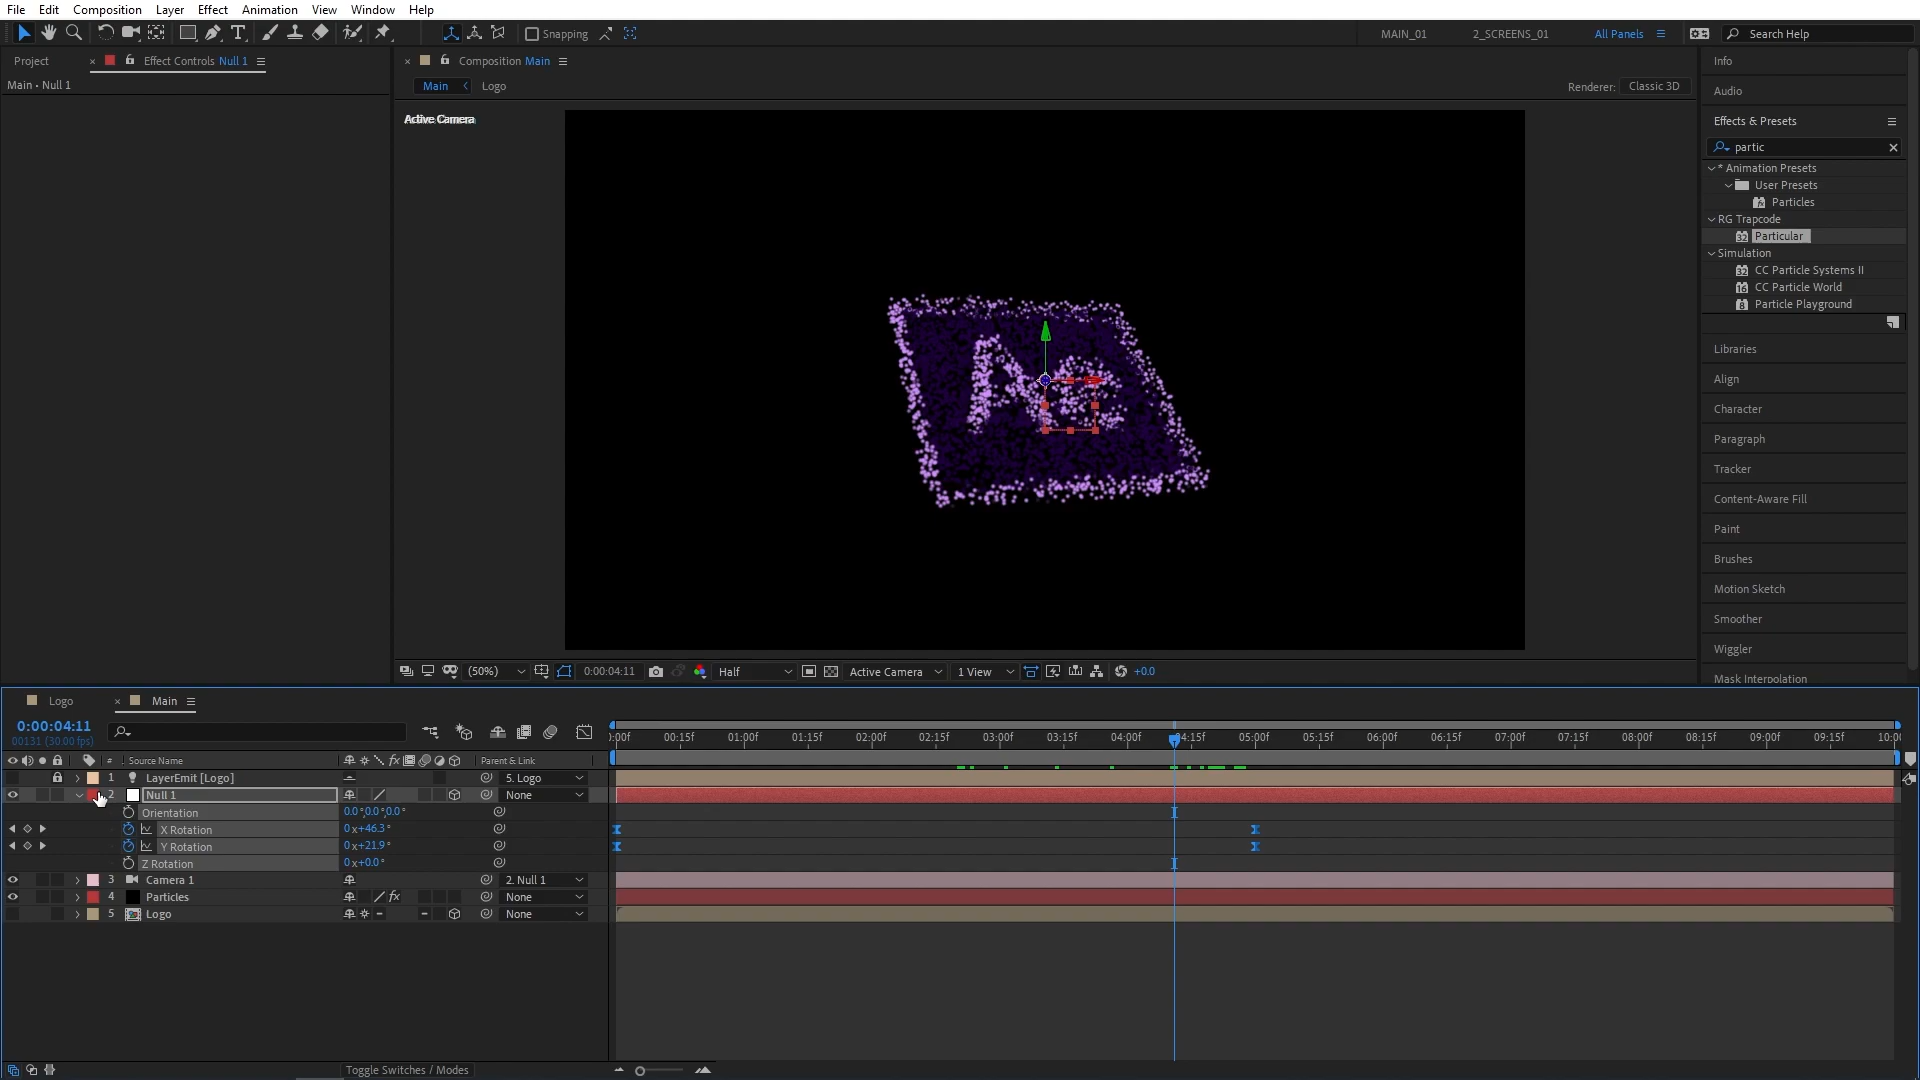 File Edit Composition Layer Effect Animation View Window Help
Snapping
MAIN_01 2_SCREENS_01 All Panels Search Help
Project Effect Controls Null 1 Composition Main
Main • Null 1
Main Logo
Renderer: Classic 3D
Active Camera
Info
Audio
Effects & Presets
partic
* Animation Presets
User Presets
Particles
RG Trapcode
Particular
Simulation
CC Particle Systems II
CC Particle World
Particle Playground
Libraries
Align
Character
Paragraph
Tracker
Content-Aware Fill
Paint
Brushes
Motion Sketch
Smoother
Wiggler
Mask Interpolation
Ae
(50%) 0:00:04:11 Half Active Camera 1 View +0.0
Logo Main
0:00:04:11
00131 (30.00 fps)
:00f 00:15f 01:00f 01:15f 02:00f 02:15f 03:00f 03:15f 04:00f 04:15f 05:00f 05:15f 06:00f 06:15f 07:00f 07:15f 08:00f 08:15f 09:00f 09:15f 10:0
# Source Name Parent & Link
1 LayerEmit [Logo] 5. Logo
2 Null 1 None
Orientation 0.0°,0.0°,0.0°
X Rotation 0x+46.3°
Y Rotation 0x+21.9°
Z Rotation 0x+0.0°
3 Camera 1 2. Null 1
4 Particles fx None
5 Logo None
Toggle Switches / Modes